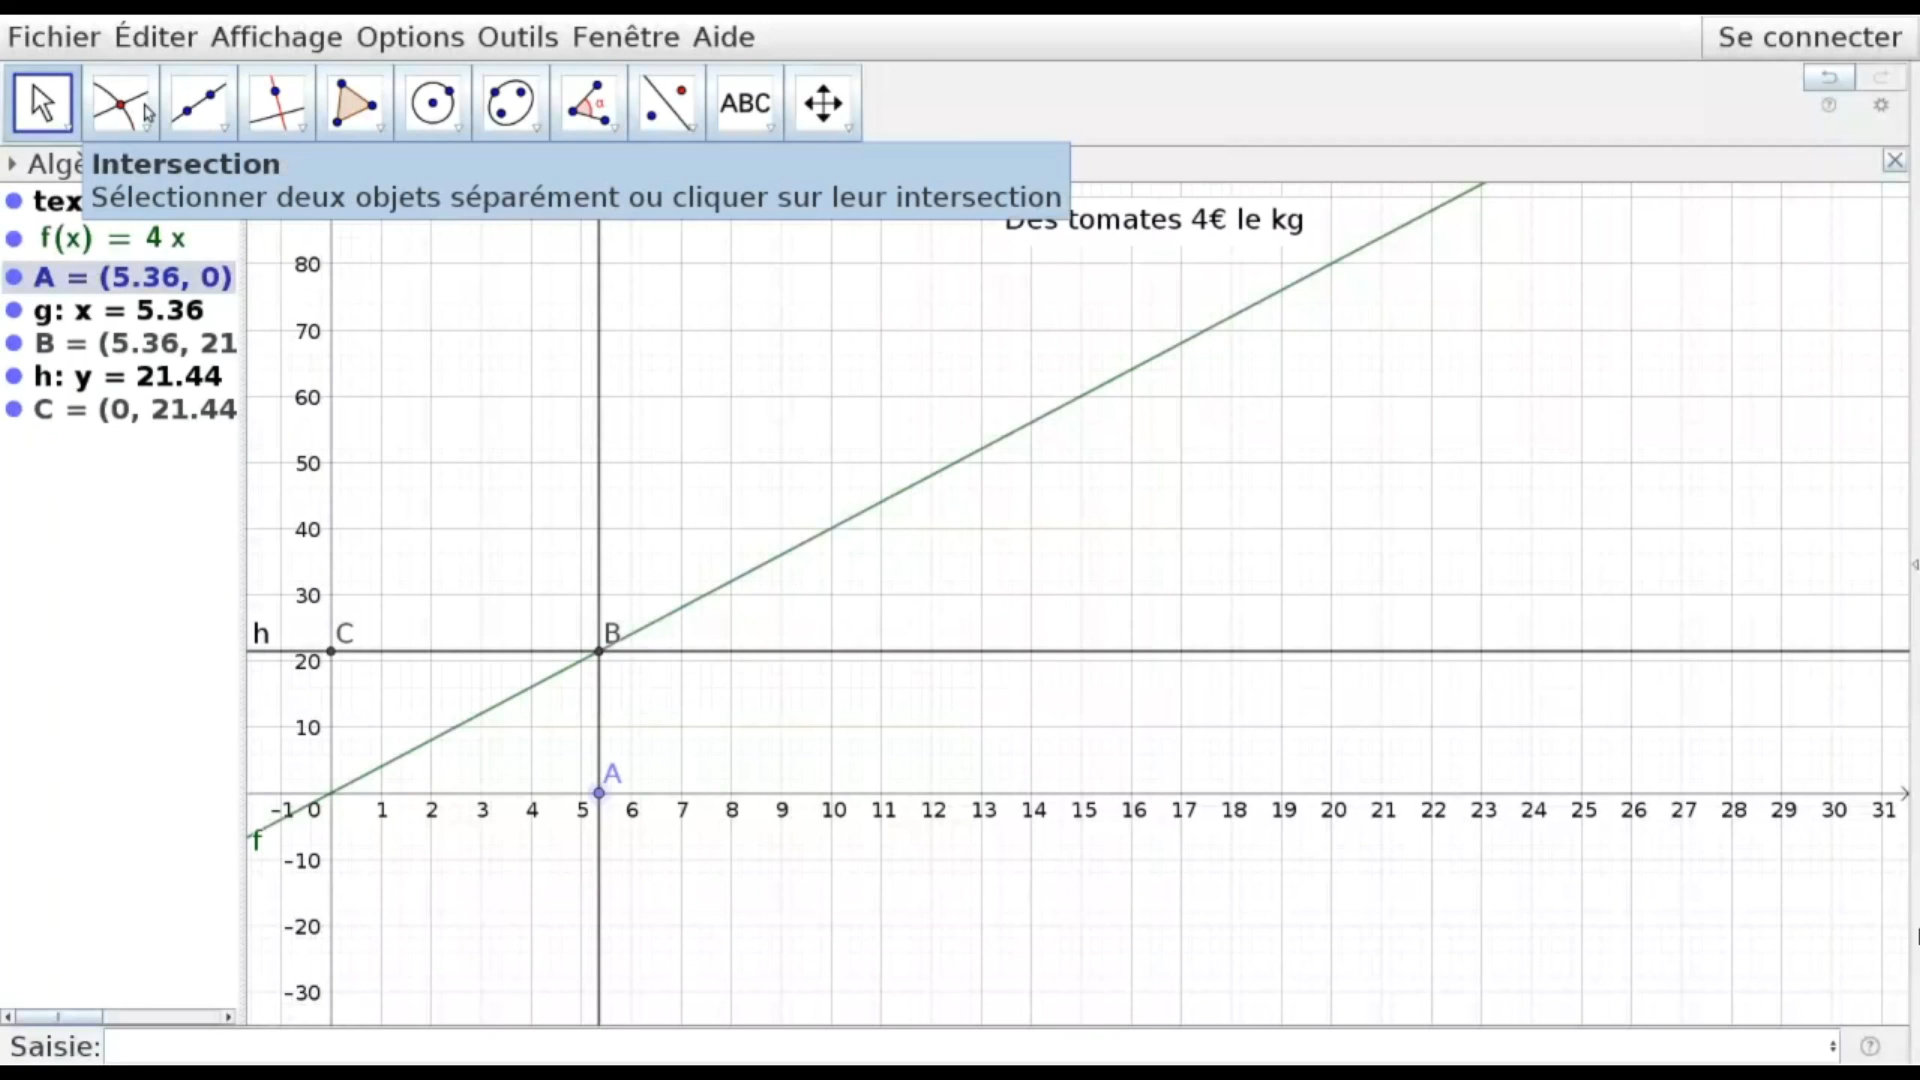 Fichier Éditer Affichage Options Outils Fenêtre Aide
Se connecter
α
ABC
Intersection
Sélectionner deux objets séparément ou cliquer sur leur intersection
Des tomates 4€ le kg
f(x) = 4 x
A = (5.36, 0)
g: x = 5.36
B = (5.36, 21
h: y = 21.44
C = (0, 21.44
80
70
60
50
40
30
h C B
20
10
A
-1 0 1 2 3 4 5 6 7 8 9 10 11 12 13 14 15 16 17 18 19 20 21 22 23 24 25 26 27 28 29 30 31
f
-10
-20
-30
Saisie: